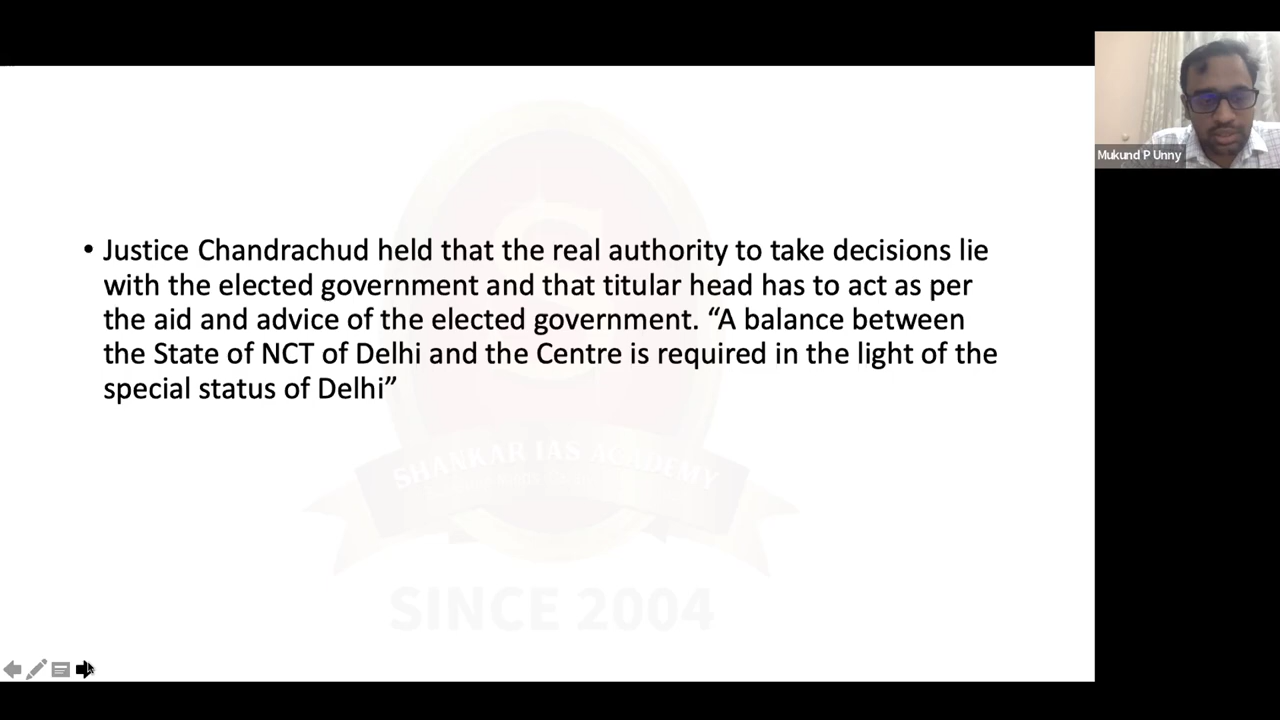 Mukund P Unny
• Justice Chandrachud held that the real authority to take decisions lie
with the elected government and that titular head has to act as per
the aid and advice of the elected government. “A balance between
the State of NCT of Delhi and the Centre is required in the light of the
special status of Delhi”
SHANKAR IAS ACADEMY
SINCE 2004